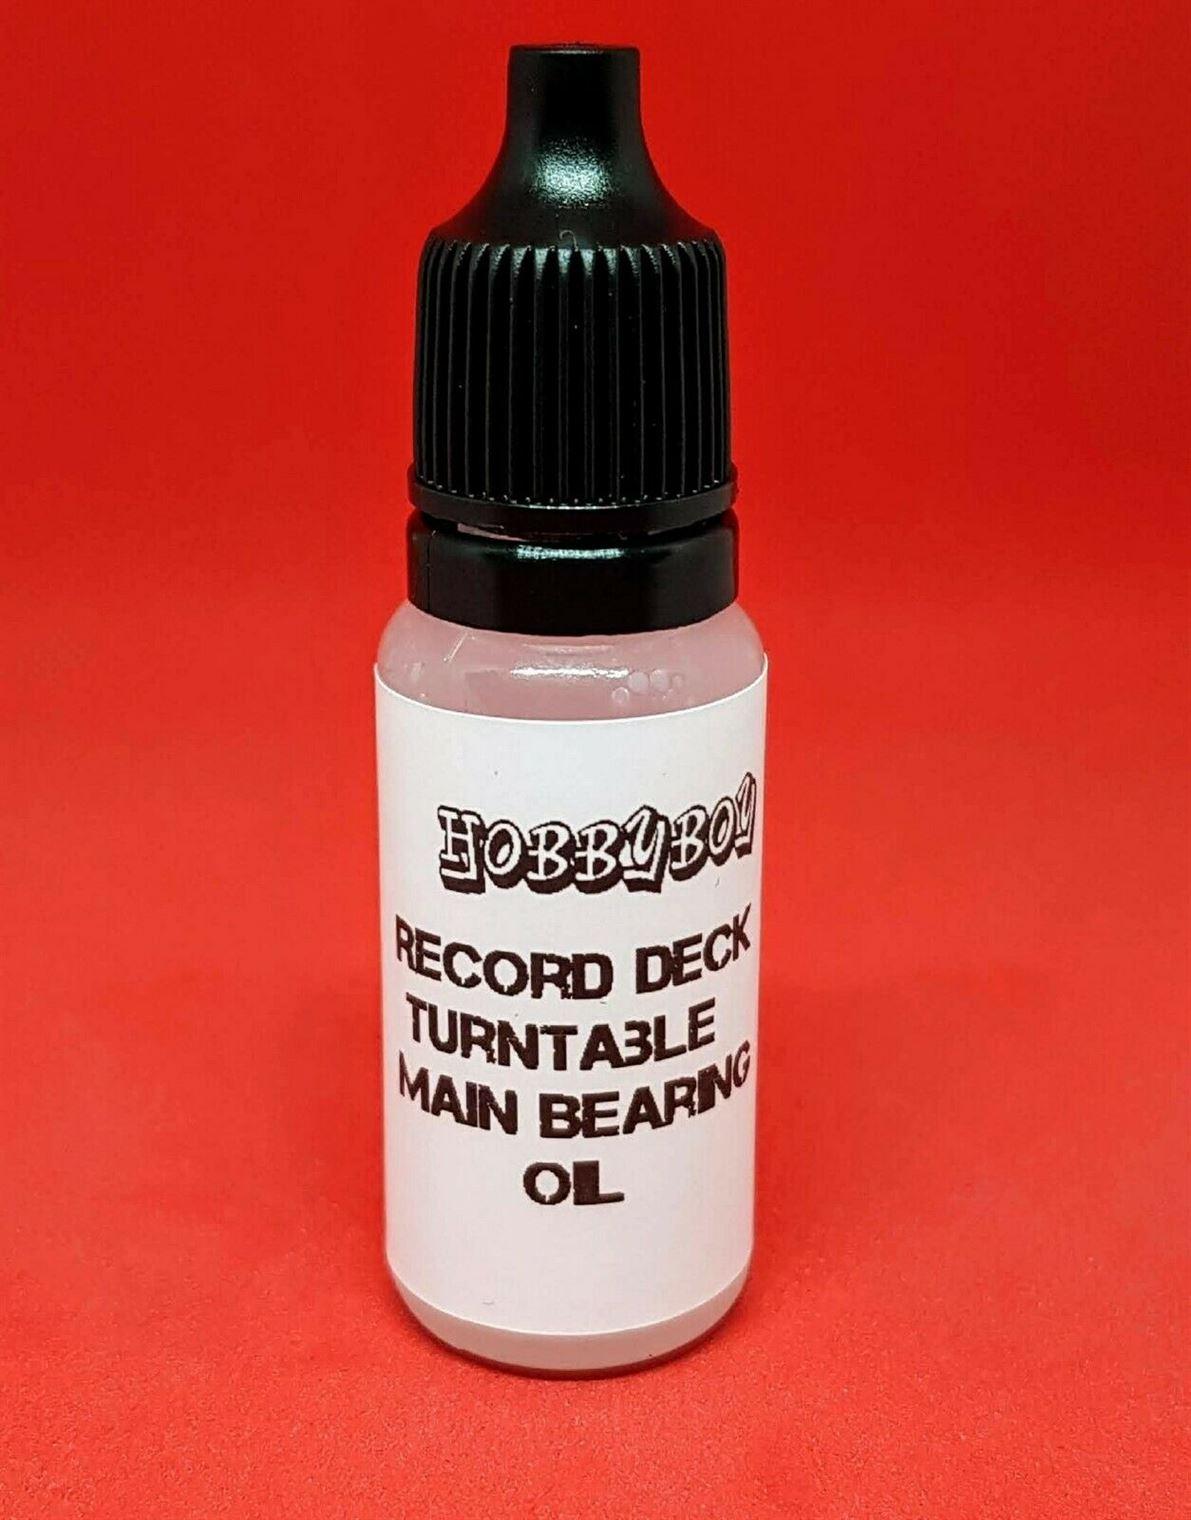 HOBBYBOY
RECORD DECK
TURNTABLE
MAIN BEARING
OIL